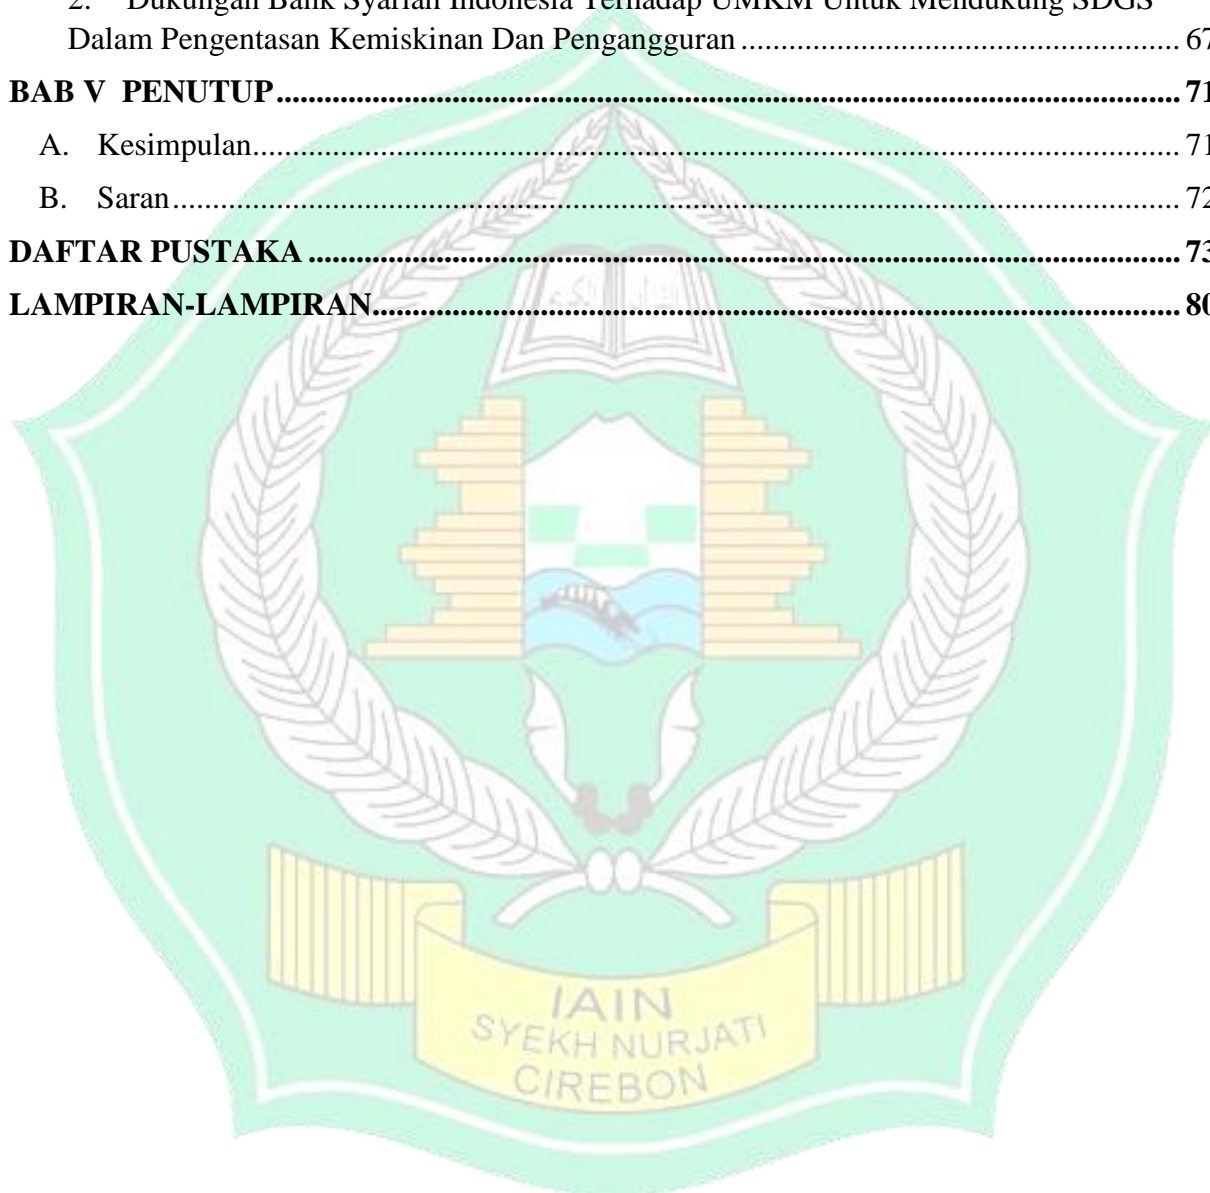 2. Dukungan Bank Syariah Indonesia Terhadap UMKM Untuk Mendukung SDGS
Dalam Pengentasan Kemiskinan Dan Pengangguran ........................................................ 67
BAB V PENUTUP................................................................................................................. 71
A. Kesimpulan..................................................................................................................... 71
B. Saran............................................................................................................................... 72
DAFTAR PUSTAKA ............................................................................................................. 73
LAMPIRAN-LAMPIRAN..................................................................................................... 80
IAIN
SYEKH NURJATI
CIREBON